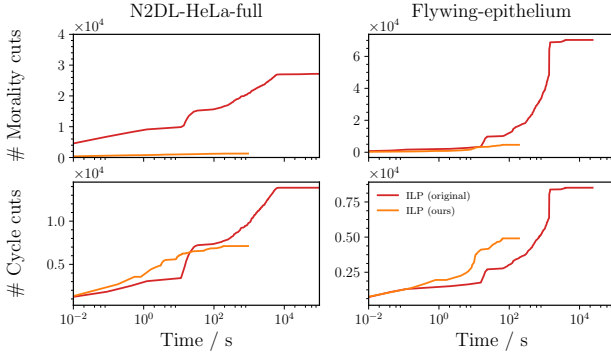 N2DL-HeLa-full
Flywing-epithelium
# Morality cuts
×10⁴
4
3
2
1
0
×10⁴
6
4
2
0
# Cycle cuts
×10⁴
1.0
0.5
10⁻² 10⁰ 10² 10⁴
Time / s
×10⁴
0.75
0.50
0.25
ILP (original)
ILP (ours)
10⁻² 10⁰ 10² 10⁴
Time / s